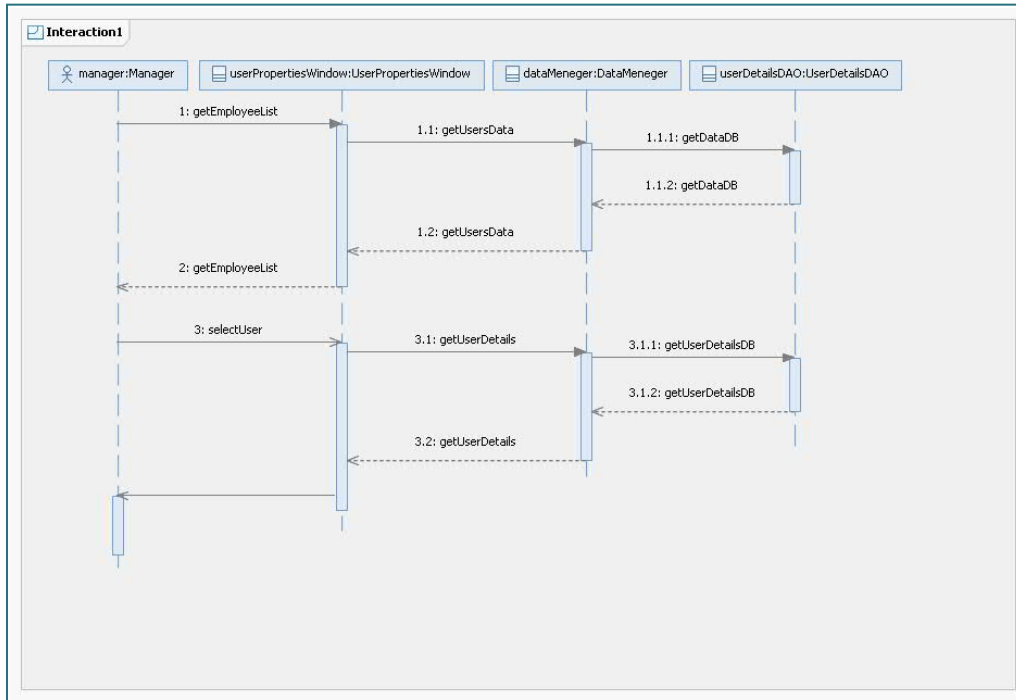 Interaction1
manager:Manager
userPropertiesWindow:UserPropertiesWindow
dataMeneger:DataMeneger
userDetailsDAO:UserDetailsDAO
1: getEmployeeList
1.1: getUsersData
1.1.1: getDataDB
1.1.2: getDataDB
1.2: getUsersData
2: getEmployeeList
3: selectUser
3.1: getUserDetails
3.1.1: getUserDetailsDB
3.1.2: getUserDetailsDB
3.2: getUserDetails